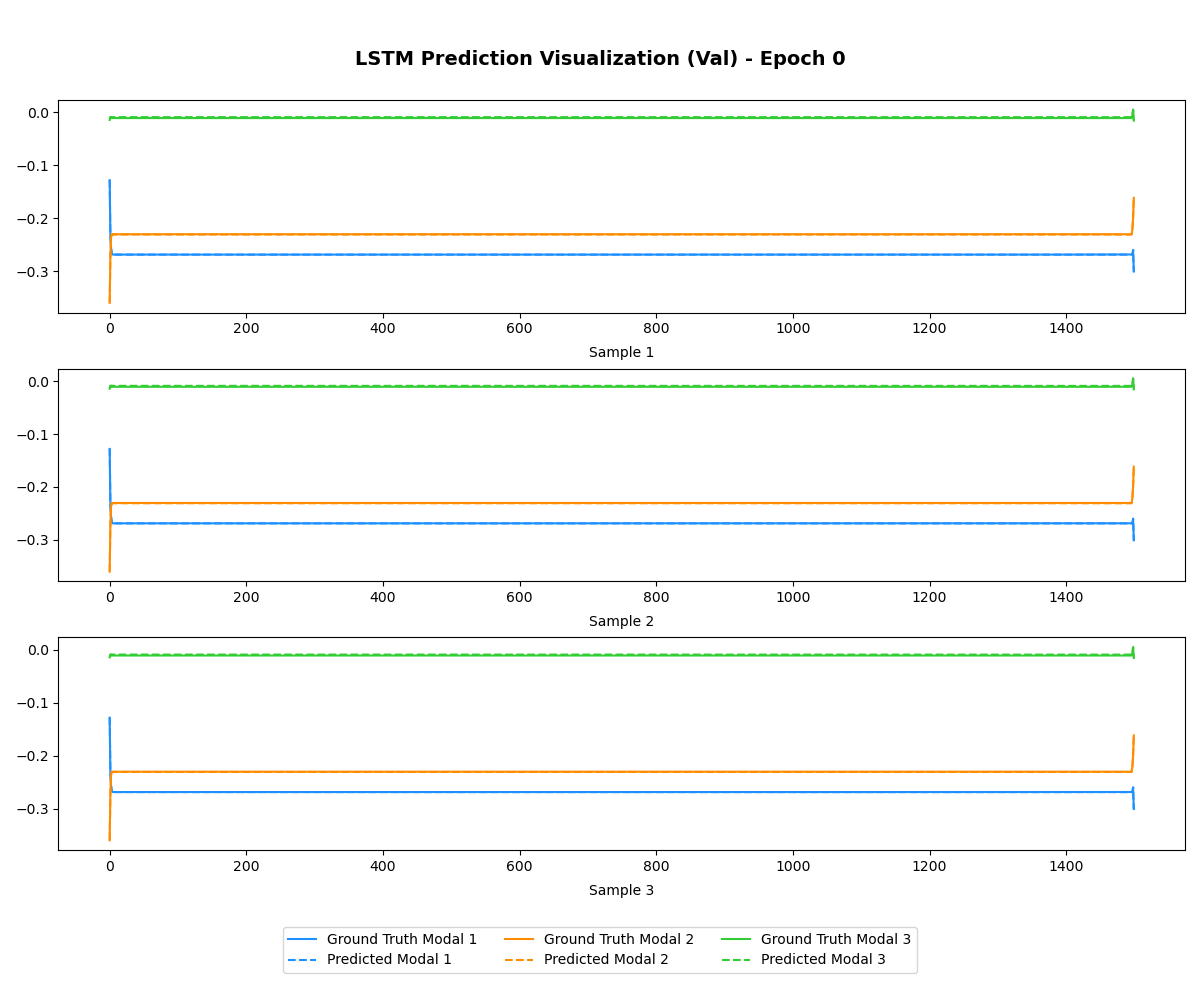 LSTM Prediction Visualization (Val) - Epoch 0
0.0
−0.1
−0.2
−0.3
0 200 400 600 800 1000 1200 1400
Sample 1
0.0
−0.1
−0.2
−0.3
0 200 400 600 800 1000 1200 1400
Sample 2
0.0
−0.1
−0.2
−0.3
0 200 400 600 800 1000 1200 1400
Sample 3
Ground Truth Modal 1 Ground Truth Modal 2 Ground Truth Modal 3
Predicted Modal 1 Predicted Modal 2 Predicted Modal 3